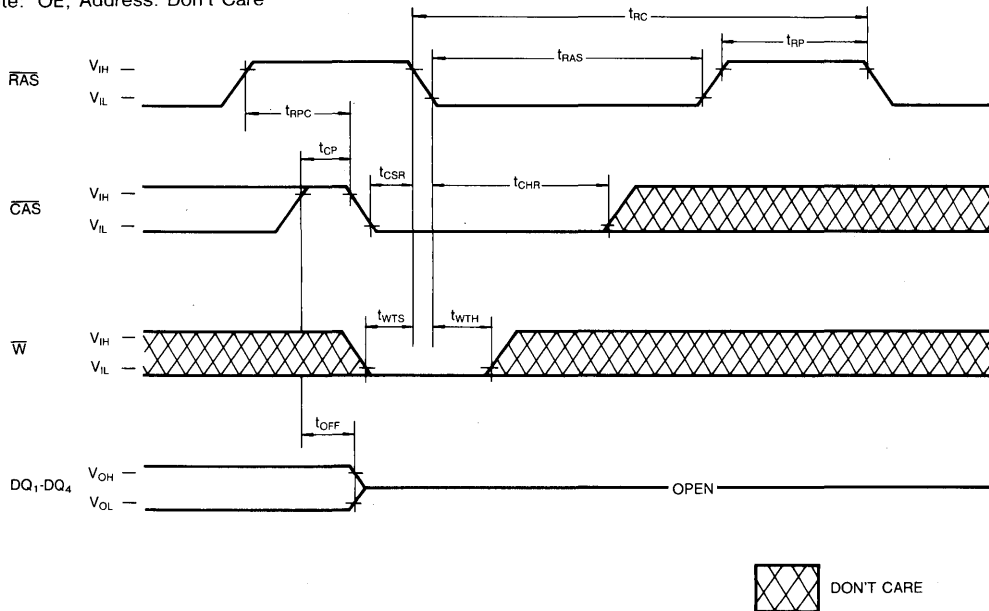 te: OE, Address: Don't Care
tRC
tRP
tRAS
RAS
VIH
VIL
tRPC
tCP
tCSR
tCHR
CAS
VIH
VIL
tWTS
tWTH
W
VIH
VIL
tOFF
DQ1-DQ4
VOH
VOL
OPEN
DON'T CARE